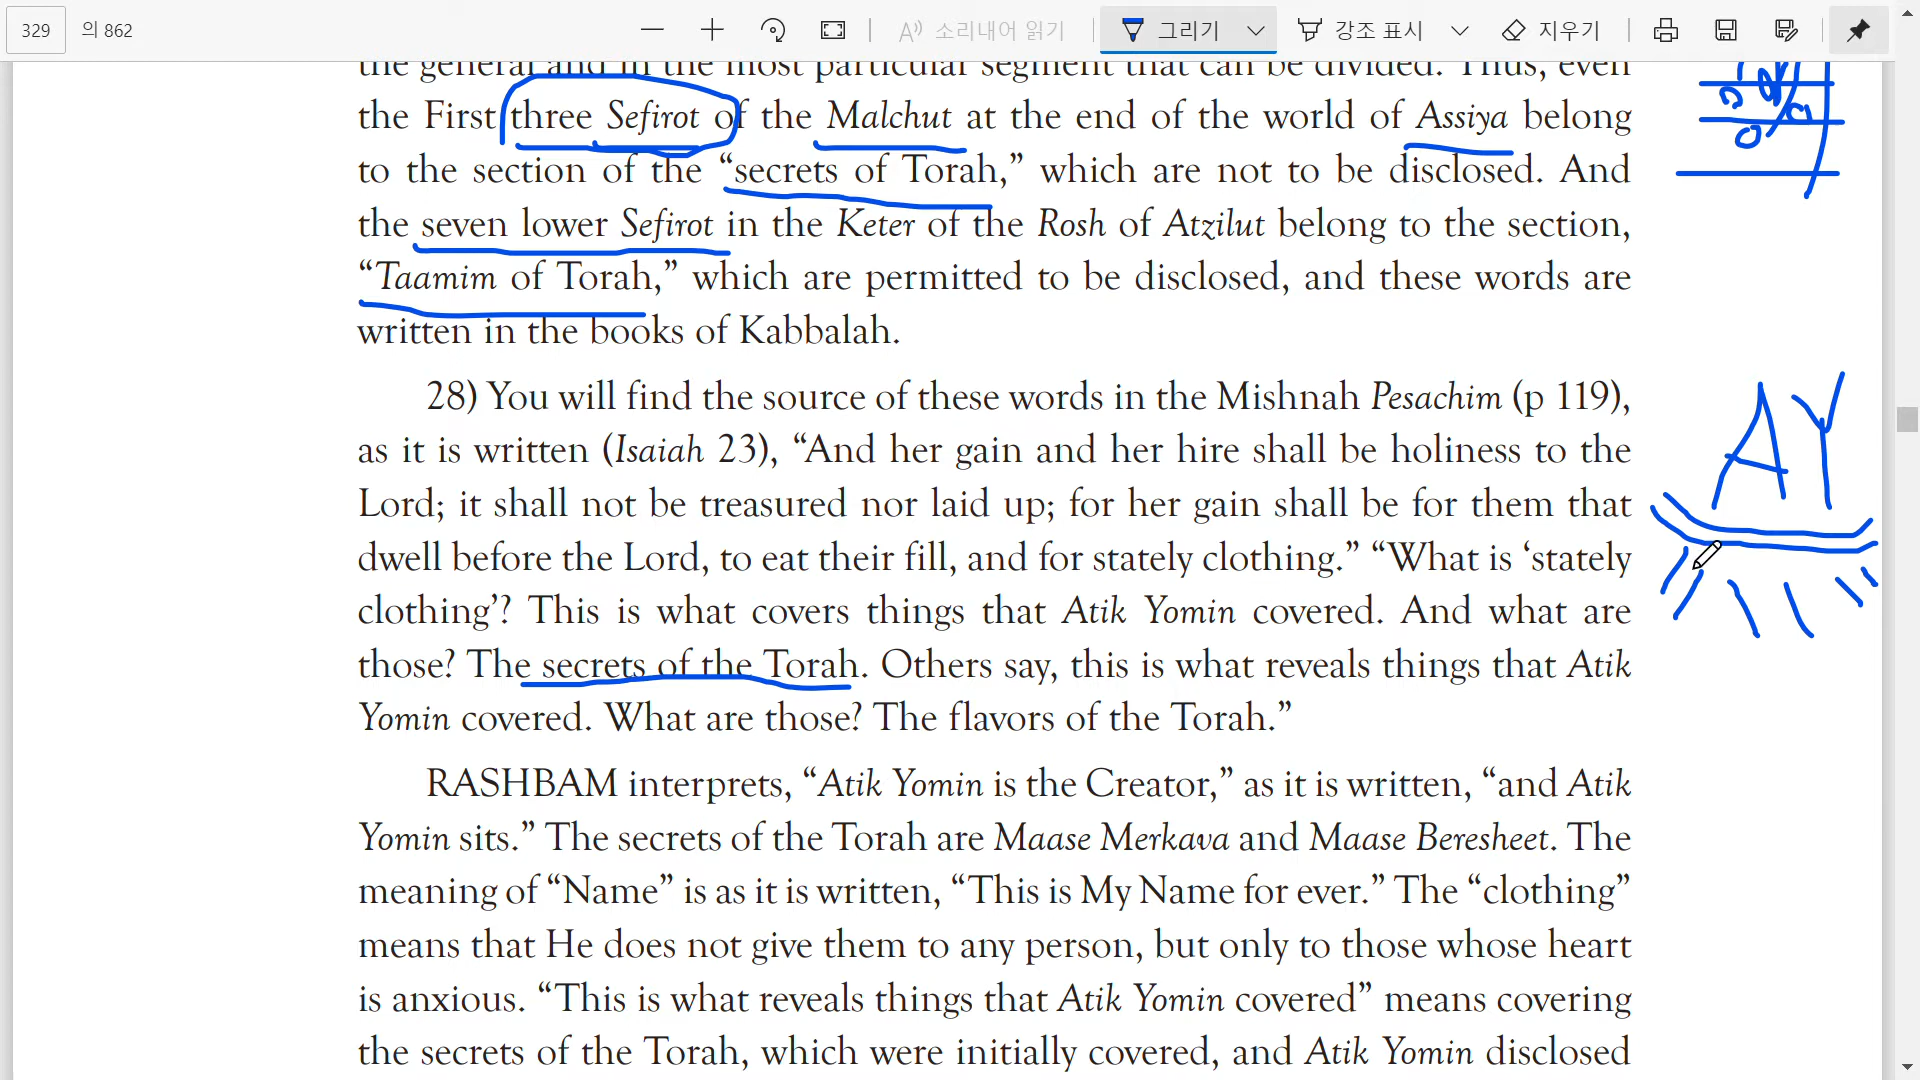 329 의 862 소리내어 읽기 그리기 강조 표시 지우기
the general and in the most particular segment that can be divided. Thus, even
the First three Sefirot of the Malchut at the end of the world of Assiya belong
to the section of the “secrets of Torah,” which are not to be disclosed. And
the seven lower Sefirot in the Keter of the Rosh of Atzilut belong to the section,
“Taamim of Torah,” which are permitted to be disclosed, and these words are
written in the books of Kabbalah.
28) You will find the source of these words in the Mishnah Pesachim (p 119),
as it is written (Isaiah 23), “And her gain and her hire shall be holiness to the
Lord; it shall not be treasured nor laid up; for her gain shall be for them that
dwell before the Lord, to eat their fill, and for stately clothing.” “What is ‘stately
clothing’? This is what covers things that Atik Yomin covered. And what are
those? The secrets of the Torah. Others say, this is what reveals things that Atik
Yomin covered. What are those? The flavors of the Torah.”
RASHBAM interprets, “Atik Yomin is the Creator,” as it is written, “and Atik
Yomin sits.” The secrets of the Torah are Maase Merkava and Maase Beresheet. The
meaning of “Name” is as it is written, “This is My Name for ever.” The “clothing”
means that He does not give them to any person, but only to those whose heart
is anxious. “This is what reveals things that Atik Yomin covered” means covering
the secrets of the Torah, which were initially covered, and Atik Yomin disclosed
AY